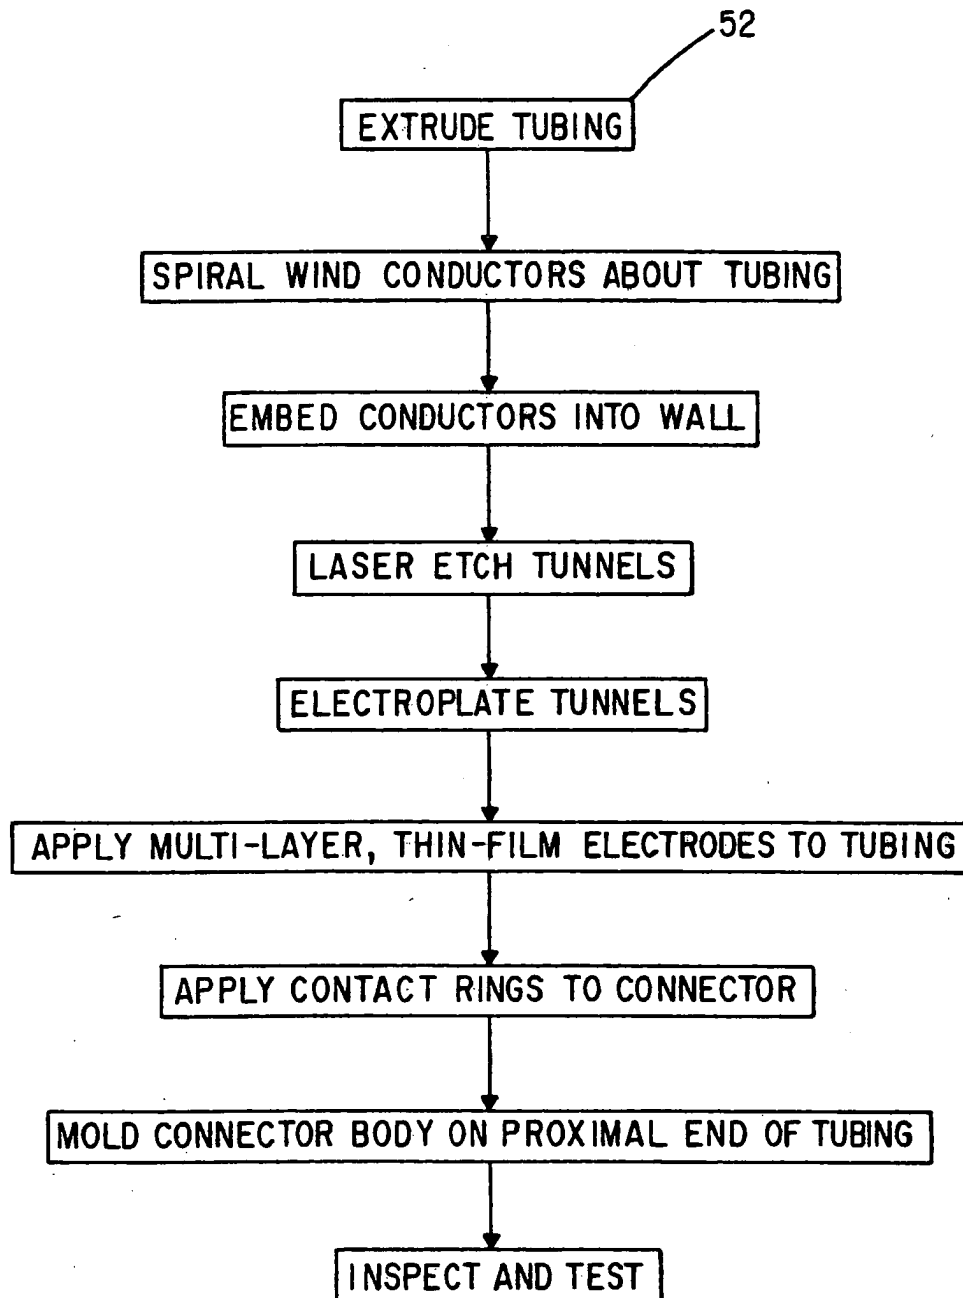 52
EXTRUDE TUBING
SPIRAL WIND CONDUCTORS ABOUT TUBING
EMBED CONDUCTORS INTO WALL
LASER ETCH TUNNELS
ELECTROPLATE TUNNELS
APPLY MULTI-LAYER, THIN-FILM ELECTRODES TO TUBING
APPLY CONTACT RINGS TO CONNECTOR
MOLD CONNECTOR BODY ON PROXIMAL END OF TUBING
INSPECT AND TEST